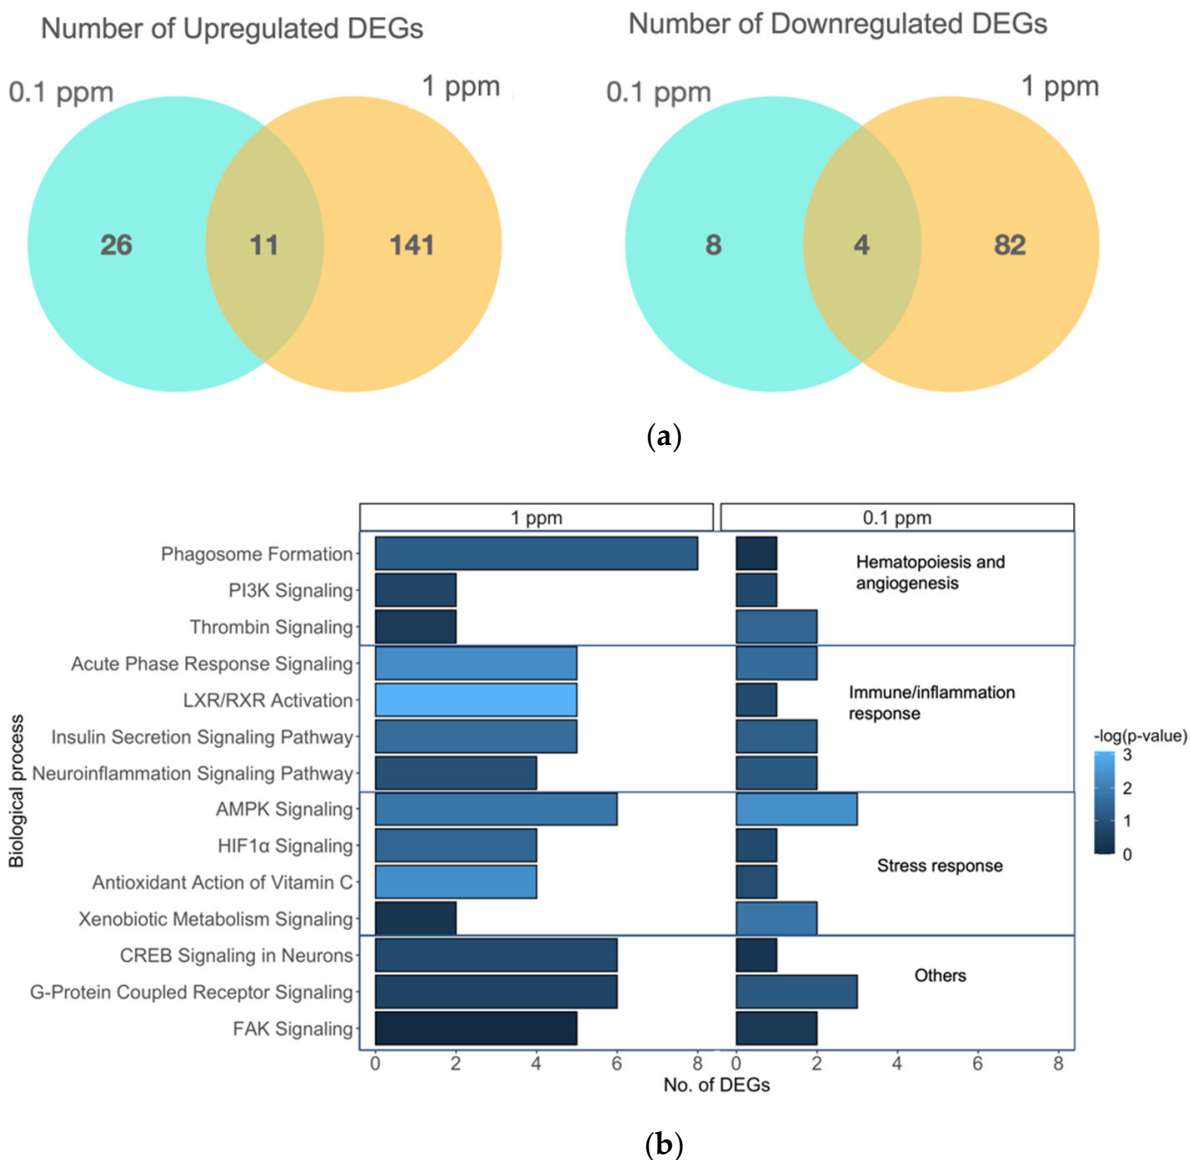 Number of Upregulated DEGs
0.1 ppm
1 ppm
26
11
141
Number of Downregulated DEGs
0.1 ppm
1 ppm
8
4
82
(a)
1 ppm
0.1 ppm
Biological process
Phagosome Formation
PI3K Signaling
Thrombin Signaling
Acute Phase Response Signaling
LXR/RXR Activation
Insulin Secretion Signaling Pathway
Neuroinflammation Signaling Pathway
AMPK Signaling
HIF1α Signaling
Antioxidant Action of Vitamin C
Xenobiotic Metabolism Signaling
CREB Signaling in Neurons
G-Protein Coupled Receptor Signaling
FAK Signaling
Hematopoiesis and
angiogenesis
Immune/inflammation
response
Stress response
Others
0 2 4 6 8
0 2 4 6 8
No. of DEGs
-log(p-value)
3
2
1
0
(b)